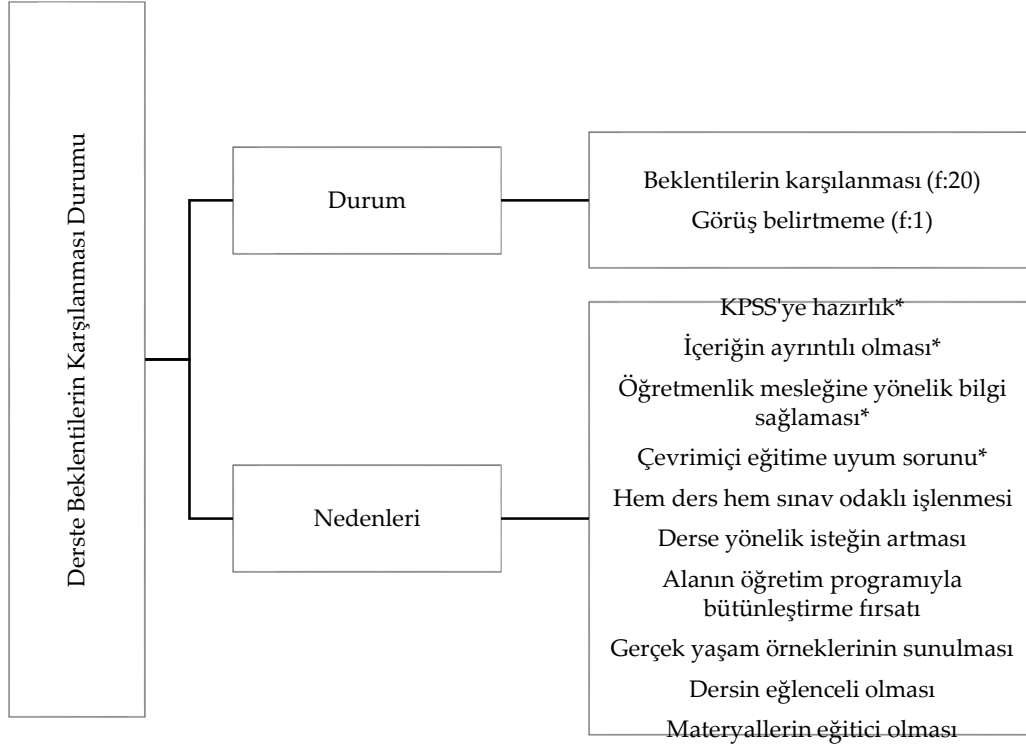 Derste Beklentilerin Karşılanması Durumu
Durum
Beklentilerin karşılanması (f:20)
Görüş belirtmeme (f:1)
Nedenleri
KPSS'ye hazırlık*
İçeriğin ayrıntılı olması*
Öğretmenlik mesleğine yönelik bilgi
sağlaması*
Çevrimiçi eğitime uyum sorunu*
Hem ders hem sınav odaklı işlenmesi
Derse yönelik isteğin artması
Alanın öğretim programıyla
bütünleştirme fırsatı
Gerçek yaşam örneklerinin sunulması
Dersin eğlenceli olması
Materyallerin eğitici olması